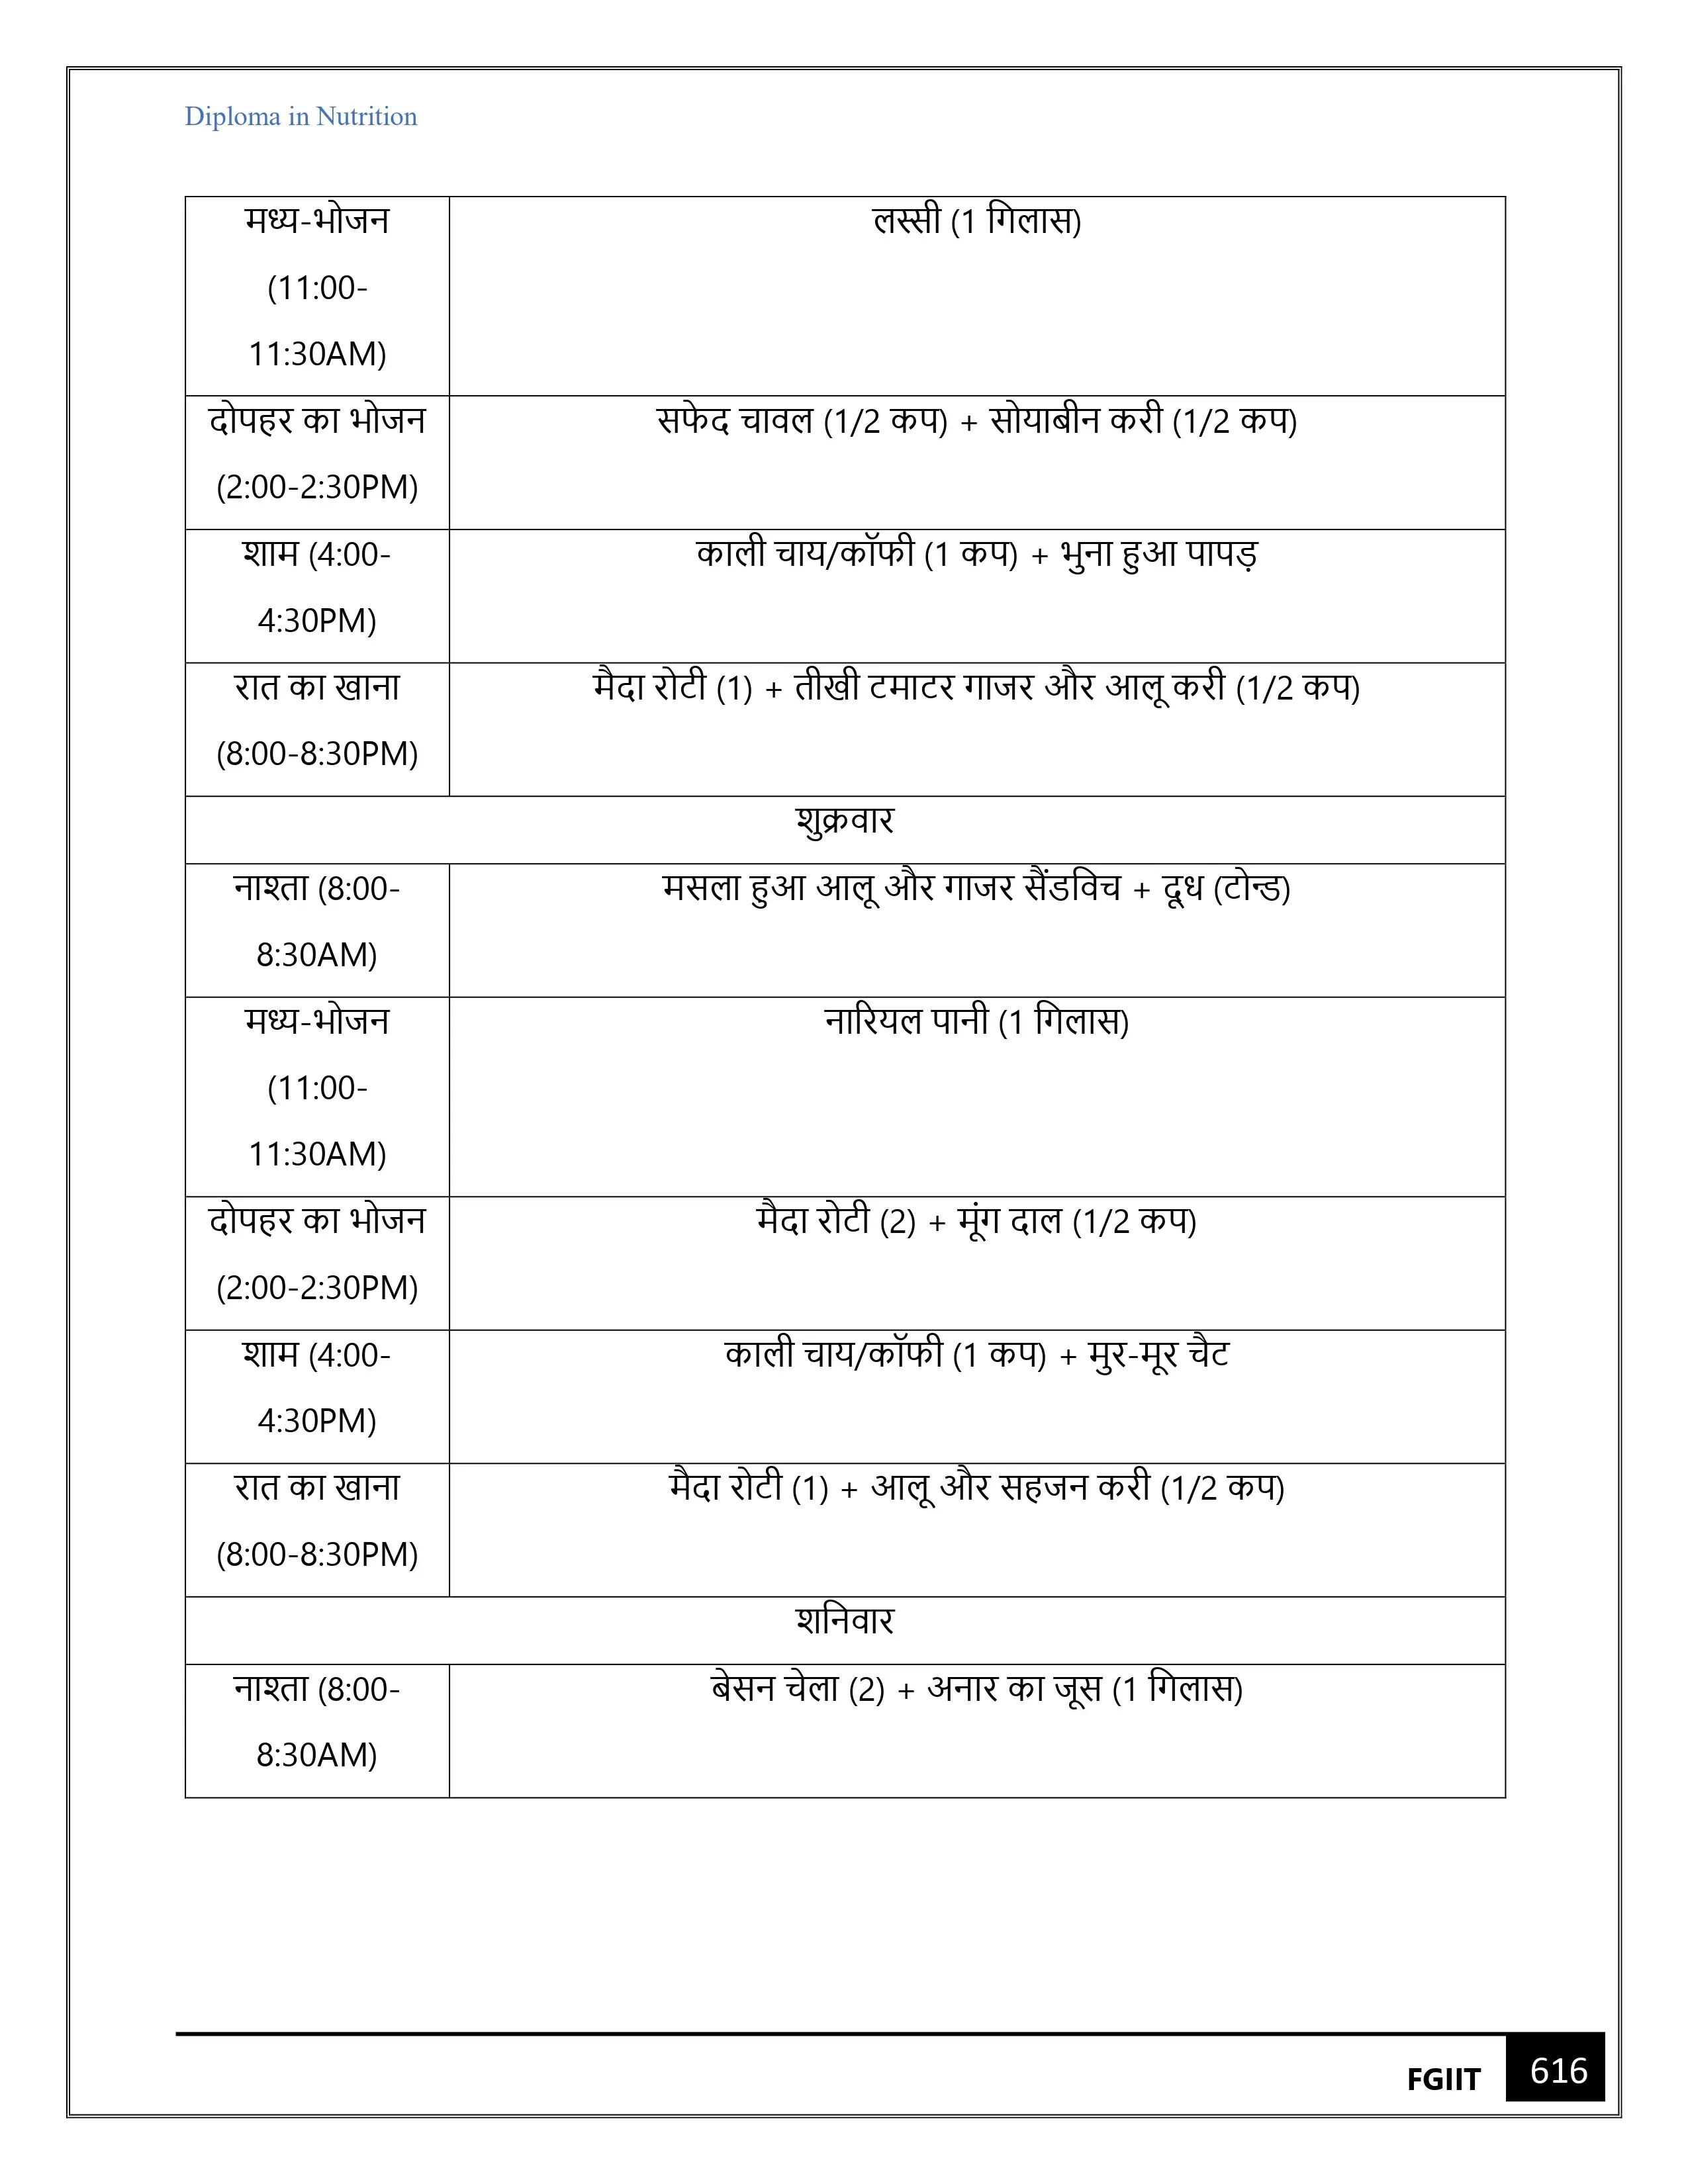 Diploma in Nutrition
मध्य-भोजन
(11:00-
11:30AM)
लस्सी (1 गिलास)
दोपहर का भोजन
(2:00-2:30PM)
सफेद चावल (1/2 कप) + सोयाबीन करी (1/2 कप)
शाम (4:00-
4:30PM)
काली चाय/कॉफी (1 कप) + भुना हुआ पापड़
रात का खाना
(8:00-8:30PM)
मैदा रोटी (1) + तीखी टमाटर गाजर और आलू करी (1/2 कप)
शुक्रवार
नाश्ता (8:00-
8:30AM)
मसला हुआ आलू और गाजर सैंडविच + दूध (टोन्ड)
मध्य-भोजन
(11:00-
11:30AM)
नारियल पानी (1 गिलास)
दोपहर का भोजन
(2:00-2:30PM)
मैदा रोटी (2) + मूंग दाल (1/2 कप)
शाम (4:00-
4:30PM)
काली चाय/कॉफी (1 कप) + मुर-मूर चैट
रात का खाना
(8:00-8:30PM)
मैदा रोटी (1) + आलू और सहजन करी (1/2 कप)
शनिवार
नाश्ता (8:00-
8:30AM)
बेसन चेला (2) + अनार का जूस (1 गिलास)
FGIIT 616